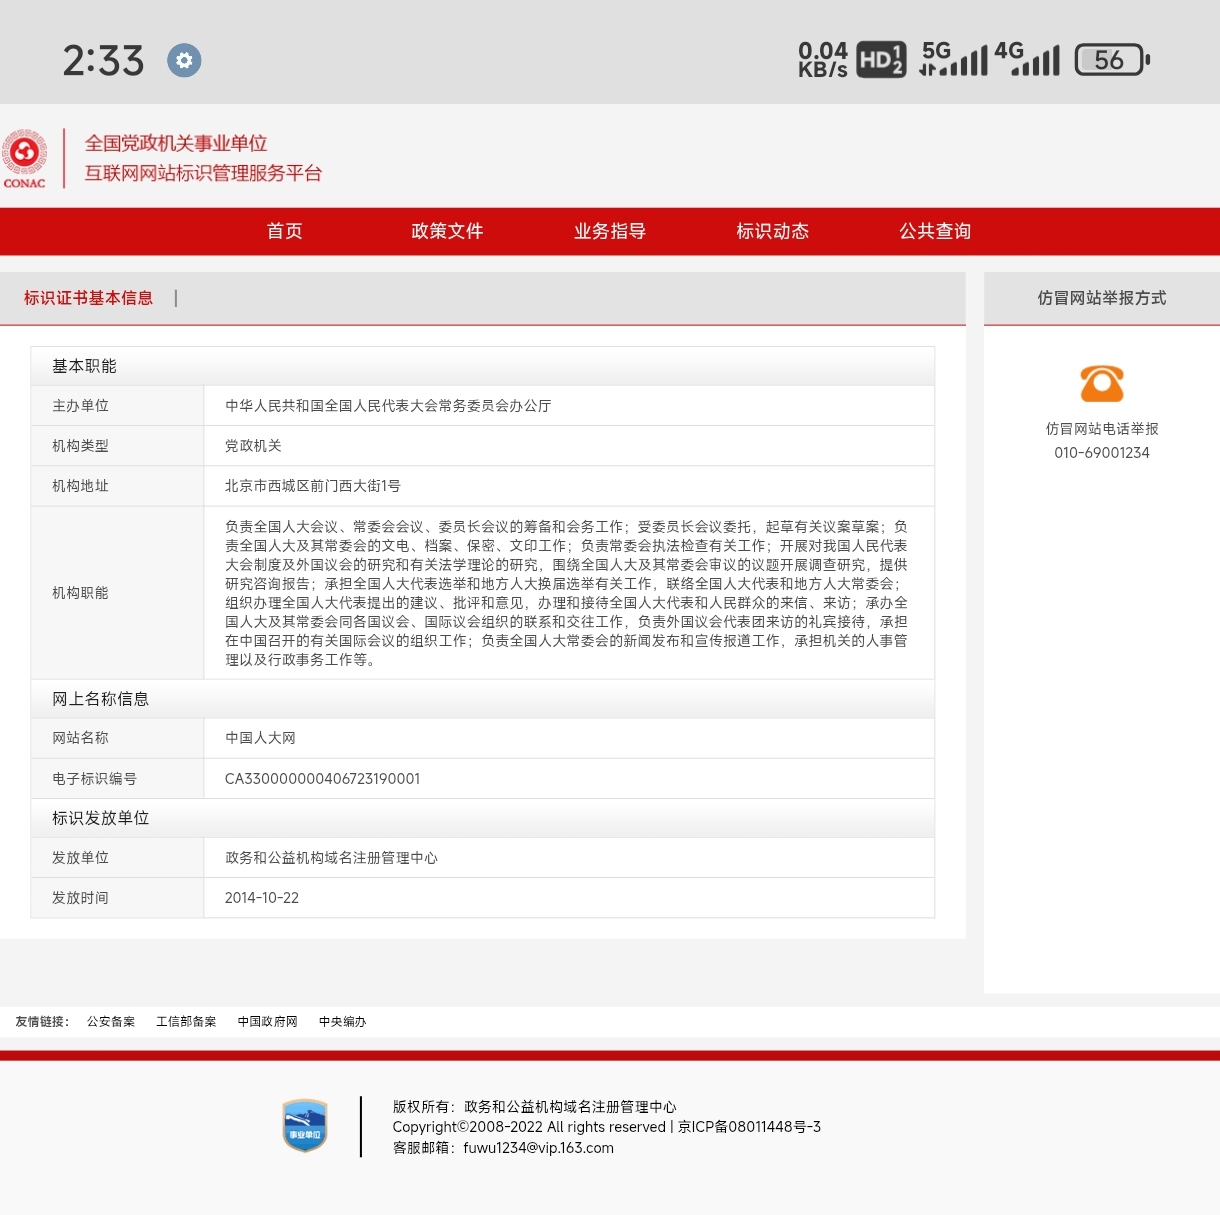 2:33
0.04 KB/s HD 1 2 5G 4G 56
全国党政机关事业单位
互联网网站标识管理服务平台
CONAC
首页 政策文件 业务指导 标识动态 公共查询
标识证书基本信息 |
仿冒网站举报方式
基本职能
主办单位 中华人民共和国全国人民代表大会常务委员会办公厅
机构类型 党政机关
机构地址 北京市西城区前门西大街1号
机构职能
负责全国人大会议、常委会会议、委员长会议的筹备和会务工作；受委员长会议委托，起草有关议案草案；负
责全国人大及其常委会的文电、档案、保密、文印工作；负责常委会执法检查有关工作；开展对我国人民代表
大会制度及外国议会的研究和有关法学理论的研究，围绕全国人大及其常委会审议的议题开展调查研究，提供
研究咨询报告；承担全国人大代表选举和地方人大换届选举有关工作，联络全国人大代表和地方人大常委会；
组织办理全国人大代表提出的建议、批评和意见，办理和接待全国人大代表和人民群众的来信、来访；承办全
国人大及其常委会同各国议会、国际议会组织的联系和交往工作，负责外国议会代表团来访的礼宾接待，承担
在中国召开的有关国际会议的组织工作；负责全国人大常委会的新闻发布和宣传报道工作，承担机关的人事管
理以及行政事务工作等。
网上名称信息
网站名称 中国人大网
电子标识编号 CA330000000406723190001
标识发放单位
发放单位 政务和公益机构域名注册管理中心
发放时间 2014-10-22
仿冒网站电话举报
010-69001234
友情链接： 公安备案 工信部备案 中国政府网 中央编办
事业单位
版权所有：政务和公益机构域名注册管理中心
Copyright©2008-2022 All rights reserved | 京ICP备08011448号-3
客服邮箱：fuwu1234@vip.163.com